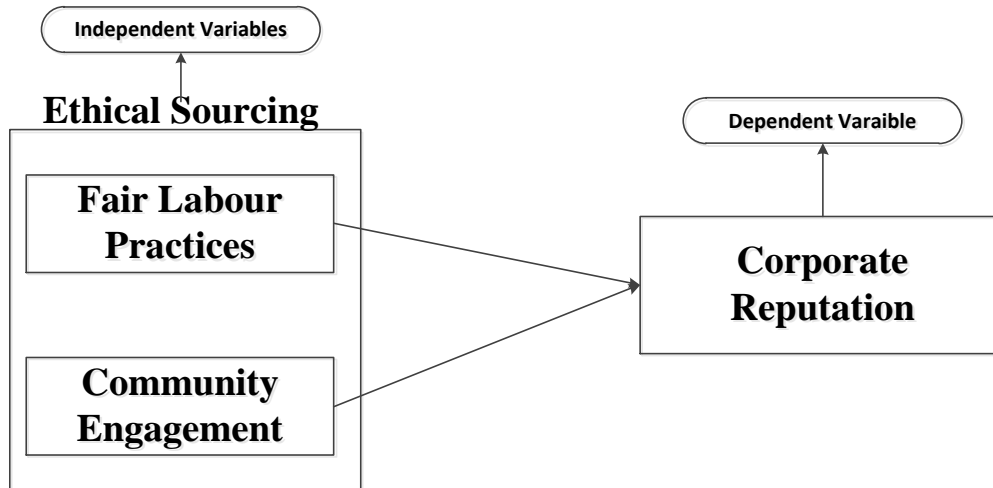 Independent Variables
Ethical Sourcing
Fair Labour
Practices
Community
Engagement
Dependent Varaible
Corporate
Reputation